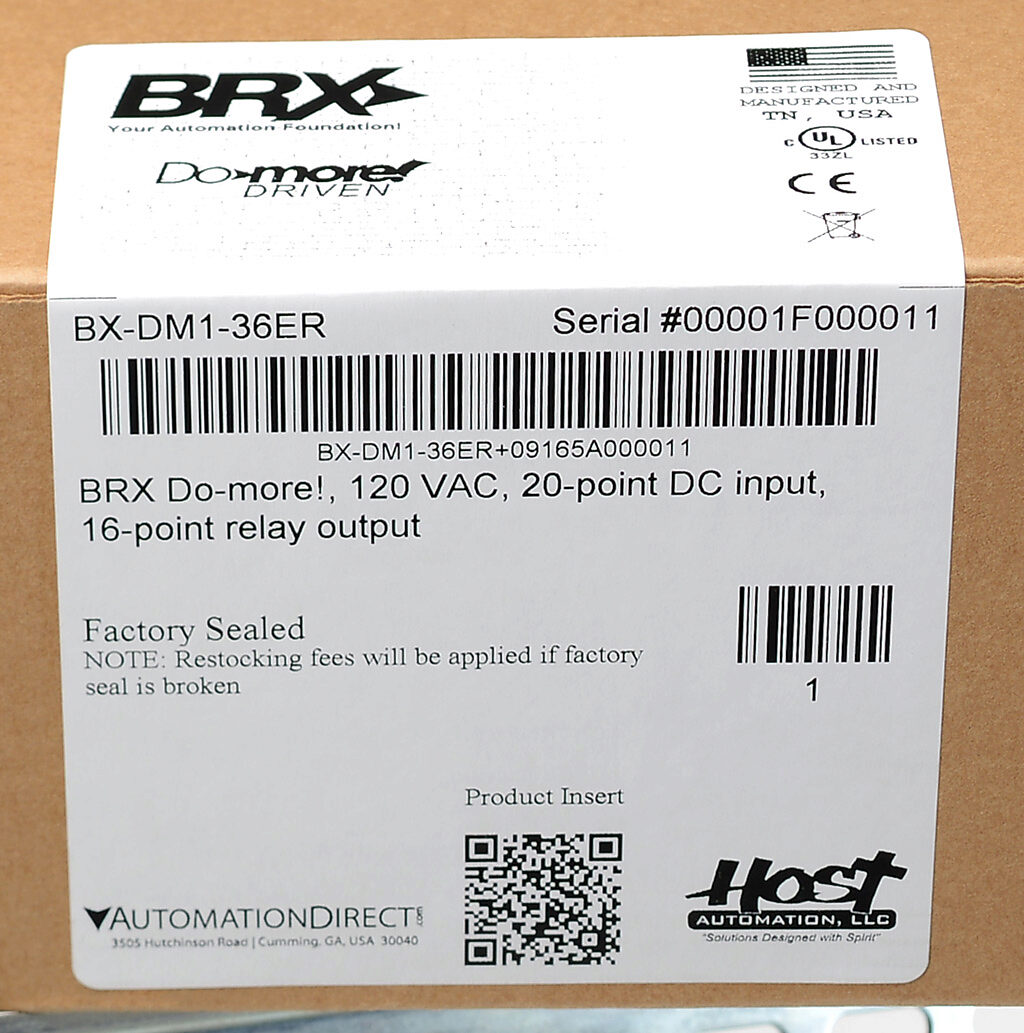 BRX
Your Automation Foundation!
Do-more!
DRIVEN
DESIGNED AND
MANUFACTURED
TN, USA
C UL LISTED
33ZL
CE
BX-DM1-36ER
Serial #00001F000011
BX-DM1-36ER+09165A000011
BRX Do-more!, 120 VAC, 20-point DC input,
16-point relay output
Factory Sealed
NOTE: Restocking fees will be applied if factory
seal is broken
1
Product Insert
AUTOMATIONDIRECT
3505 Hutchinson Road | Cumming, GA, USA 30040
HOST
AUTOMATION, LLC
"Solutions Designed with Spirit"